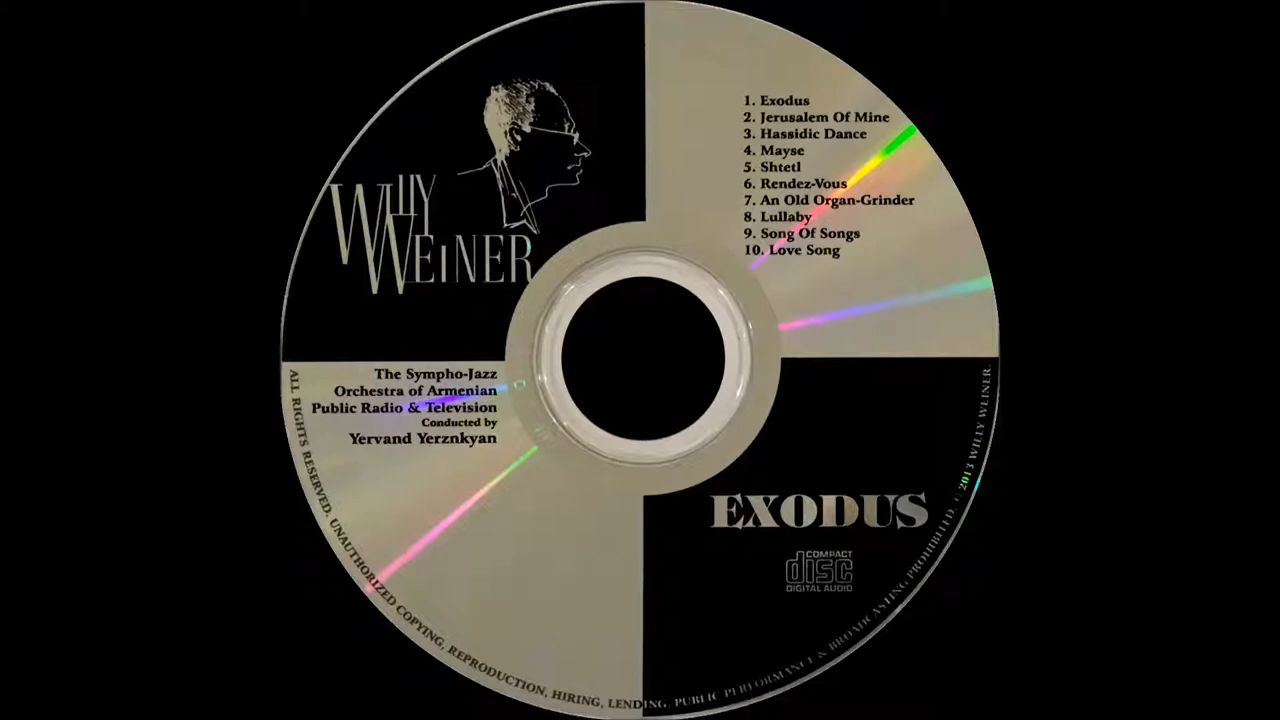 WILLY
WEINER
1. Exodus
2. Jerusalem Of Mine
3. Hassidic Dance
4. Mayse
5. Shtetl
6. Rendez-Vous
7. An Old Organ-Grinder
8. Lullaby
9. Song Of Songs
10. Love Song
The Sympho-Jazz
Orchestra of Armenian
Public Radio & Television
Conducted by
Yervand Yerznkyan
EXODUS
COMPACT
disc
DIGITAL AUDIO
ALL RIGHTS RESERVED. UNAUTHORIZED COPYING, REPRODUCTION, HIRING, LENDING, PUBLIC PERFORMANCE & BROADCASTING PROHIBITED. © 2013 WILLY WEINER.